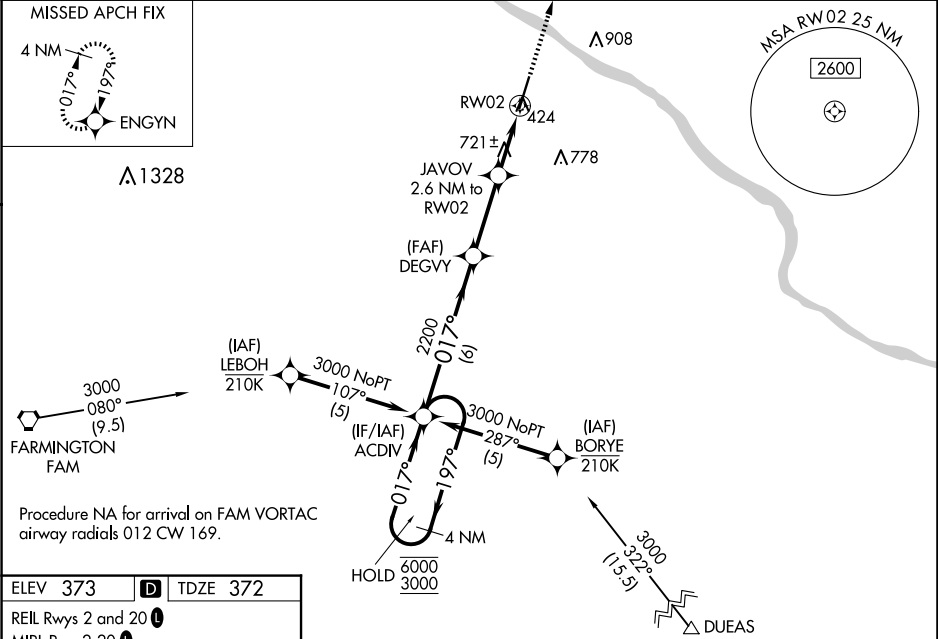 MISSED APCH FIX
4 NM
017°
197°
ENGYN
1328
908
RW02
424
721±
778
JAVOV
2.6 NM to
RW02
(FAF)
DEGVY
MSA RW02 25 NM
2600
2200
017°
(6)
(IAF)
LEBOH
210K
3000 NoPT
107°
(5)
3000
080°
(9.5)
FARMINGTON
FAM
(IF/IAF)
ACDIV
3000 NoPT
287°
(5)
(IAF)
BORYE
210K
017°
197°
4 NM
HOLD
6000
3000
3000
322°
(15.5)
DUEAS
Procedure NA for arrival on FAM VORTAC
airway radials 012 CW 169.
ELEV 373 D TDZE 372
REIL Rwys 2 and 20 L